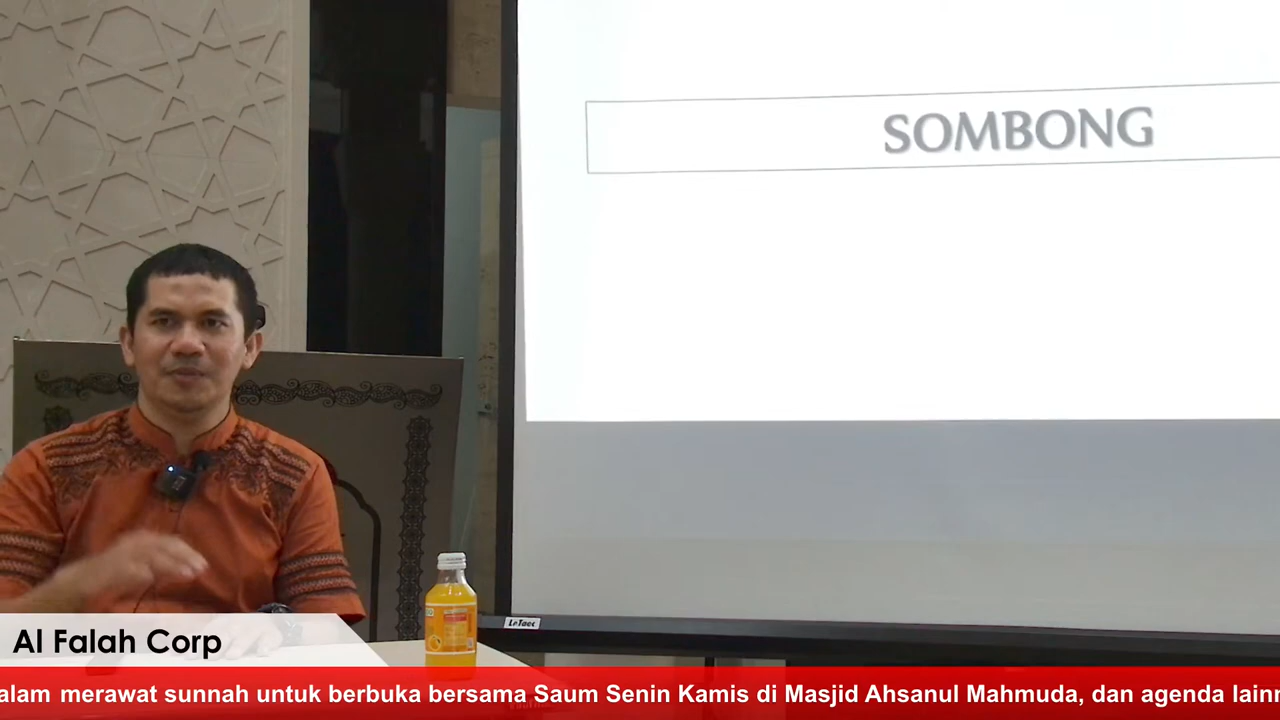 SOMBONG
LeTaec
Al Falah Corp
alam merawat sunnah untuk berbuka bersama Saum Senin Kamis di Masjid Ahsanul Mahmuda, dan agenda lainn